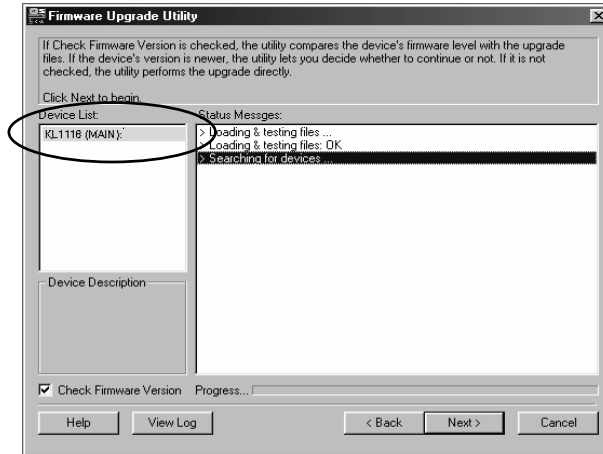 Firmware Upgrade Utility
If Check Firmware Version is checked, the utility compares the device's firmware level with the upgrade
files. If the device's version is newer, the utility lets you decide whether to continue or not. If it is not
checked, the utility performs the upgrade directly.
Click Next to begin.
Device List:
Status Messges:
KL1116 (MAIN):
> Loading & testing files ...
> Loading & testing files: OK
> Searching for devices ...
Device Description
Check Firmware Version
Progress...
Help
View Log
< Back
Next >
Cancel